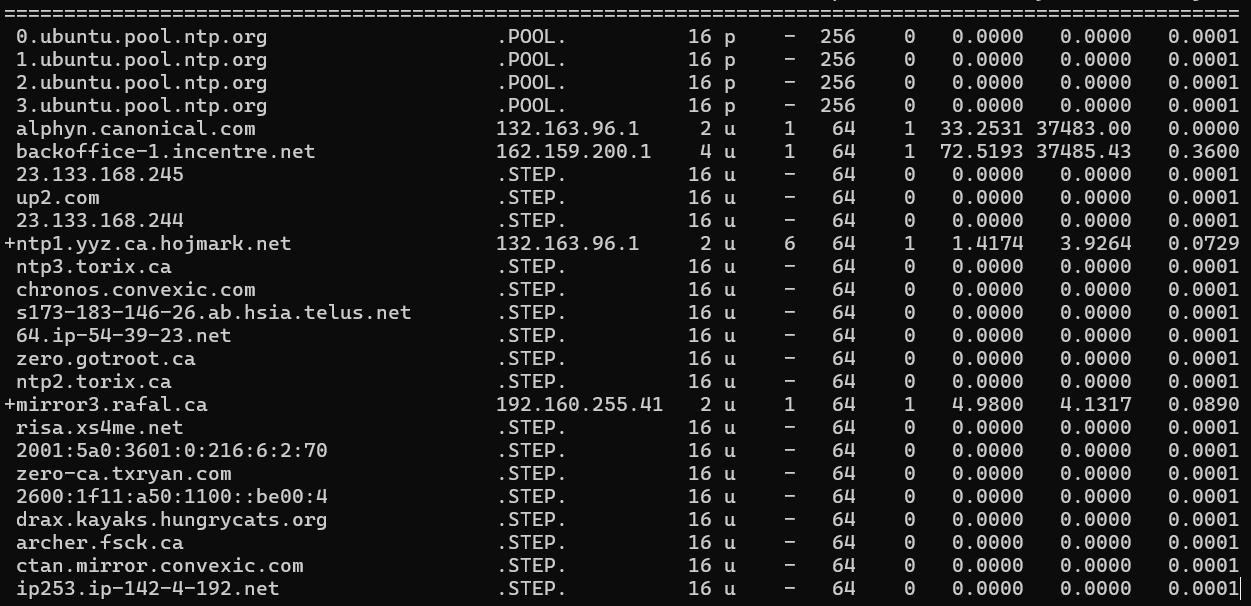 ==============================================================================
 0.ubuntu.pool.ntp.org                   .POOL.          16 p    -  256    0   0.0000   0.0000   0.0001
 1.ubuntu.pool.ntp.org                   .POOL.          16 p    -  256    0   0.0000   0.0000   0.0001
 2.ubuntu.pool.ntp.org                   .POOL.          16 p    -  256    0   0.0000   0.0000   0.0001
 3.ubuntu.pool.ntp.org                   .POOL.          16 p    -  256    0   0.0000   0.0000   0.0001
 alphyn.canonical.com                    132.163.96.1     2 u    1   64    1  33.2531 37483.00   0.0000
 backoffice-1.incentre.net               162.159.200.1    4 u    1   64    1  72.5193 37485.43   0.3600
 23.133.168.245                          .STEP.          16 u    -   64    0   0.0000   0.0000   0.0001
 up2.com                                 .STEP.          16 u    -   64    0   0.0000   0.0000   0.0001
 23.133.168.244                          .STEP.          16 u    -   64    0   0.0000   0.0000   0.0001
+ntp1.yyz.ca.hojmark.net                 132.163.96.1     2 u    6   64    1   1.4174   3.9264   0.0729
 ntp3.torix.ca                           .STEP.          16 u    -   64    0   0.0000   0.0000   0.0001
 chronos.convexic.com                    .STEP.          16 u    -   64    0   0.0000   0.0000   0.0001
 s173-183-146-26.ab.hsia.telus.net       .STEP.          16 u    -   64    0   0.0000   0.0000   0.0001
 64.ip-54-39-23.net                      .STEP.          16 u    -   64    0   0.0000   0.0000   0.0001
 zero.gotroot.ca                         .STEP.          16 u    -   64    0   0.0000   0.0000   0.0001
 ntp2.torix.ca                           .STEP.          16 u    -   64    0   0.0000   0.0000   0.0001
+mirror3.rafal.ca                        192.160.255.41   2 u    1   64    1   4.9800   4.1317   0.0890
 risa.xs4me.net                          .STEP.          16 u    -   64    0   0.0000   0.0000   0.0001
 2001:5a0:3601:0:216:6:2:70              .STEP.          16 u    -   64    0   0.0000   0.0000   0.0001
 zero-ca.txryan.com                      .STEP.          16 u    -   64    0   0.0000   0.0000   0.0001
 2600:1f11:a50:1100::be00:4              .STEP.          16 u    -   64    0   0.0000   0.0000   0.0001
 drax.kayaks.hungrycats.org              .STEP.          16 u    -   64    0   0.0000   0.0000   0.0001
 archer.fsck.ca                          .STEP.          16 u    -   64    0   0.0000   0.0000   0.0001
 ctan.mirror.convexic.com                .STEP.          16 u    -   64    0   0.0000   0.0000   0.0001
 ip253.ip-142-4-192.net                  .STEP.          16 u    -   64    0   0.0000   0.0000   0.0001